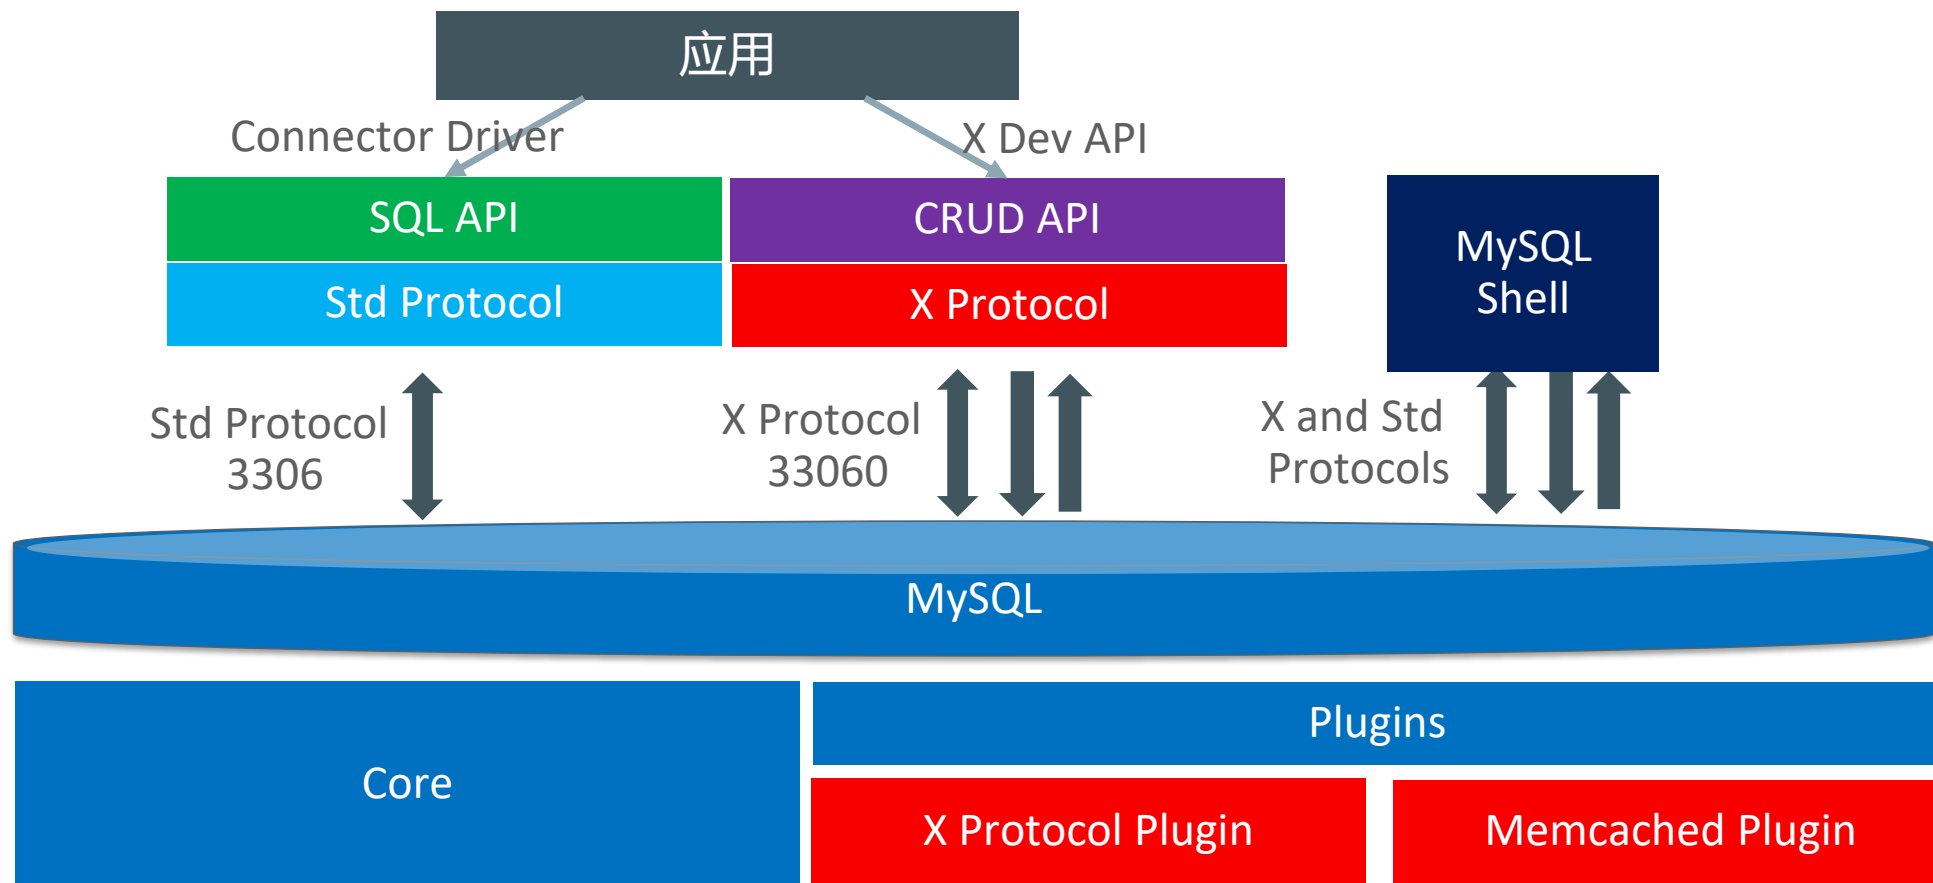 应用
Connector Driver
X Dev API
SQL API
CRUD API
Std Protocol
X Protocol
MySQL
Shell
Std Protocol
3306
X Protocol
33060
X and Std
Protocols
MySQL
Core
Plugins
X Protocol Plugin
Memcached Plugin